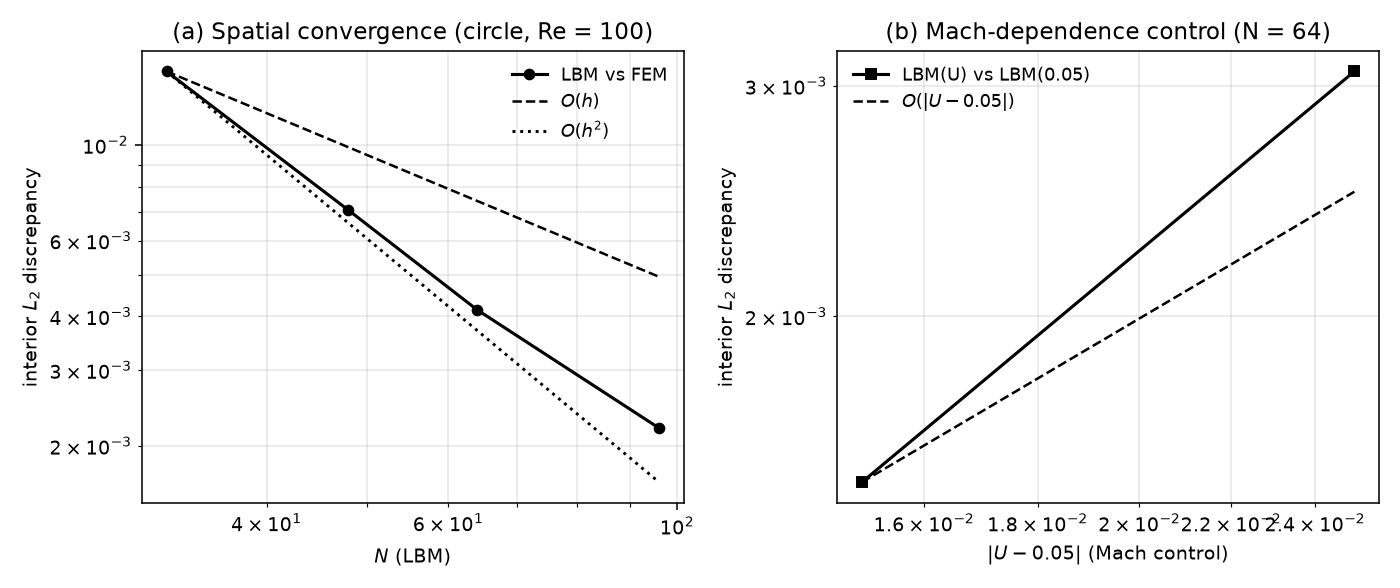 (a) Spatial convergence (circle, Re = 100)
LBM vs FEM
O(h)
O(h²)
10⁻²
6 × 10⁻³
4 × 10⁻³
3 × 10⁻³
2 × 10⁻³
interior L₂ discrepancy
4 × 10¹
6 × 10¹
10²
N (LBM)
(b) Mach-dependence control (N = 64)
LBM(U) vs LBM(0.05)
O(|U − 0.05|)
3 × 10⁻³
2 × 10⁻³
interior L₂ discrepancy
1.6 × 10⁻²
1.8 × 10⁻²
2 × 10⁻²
2.2 × 10⁻²
2.4 × 10⁻²
|U − 0.05| (Mach control)